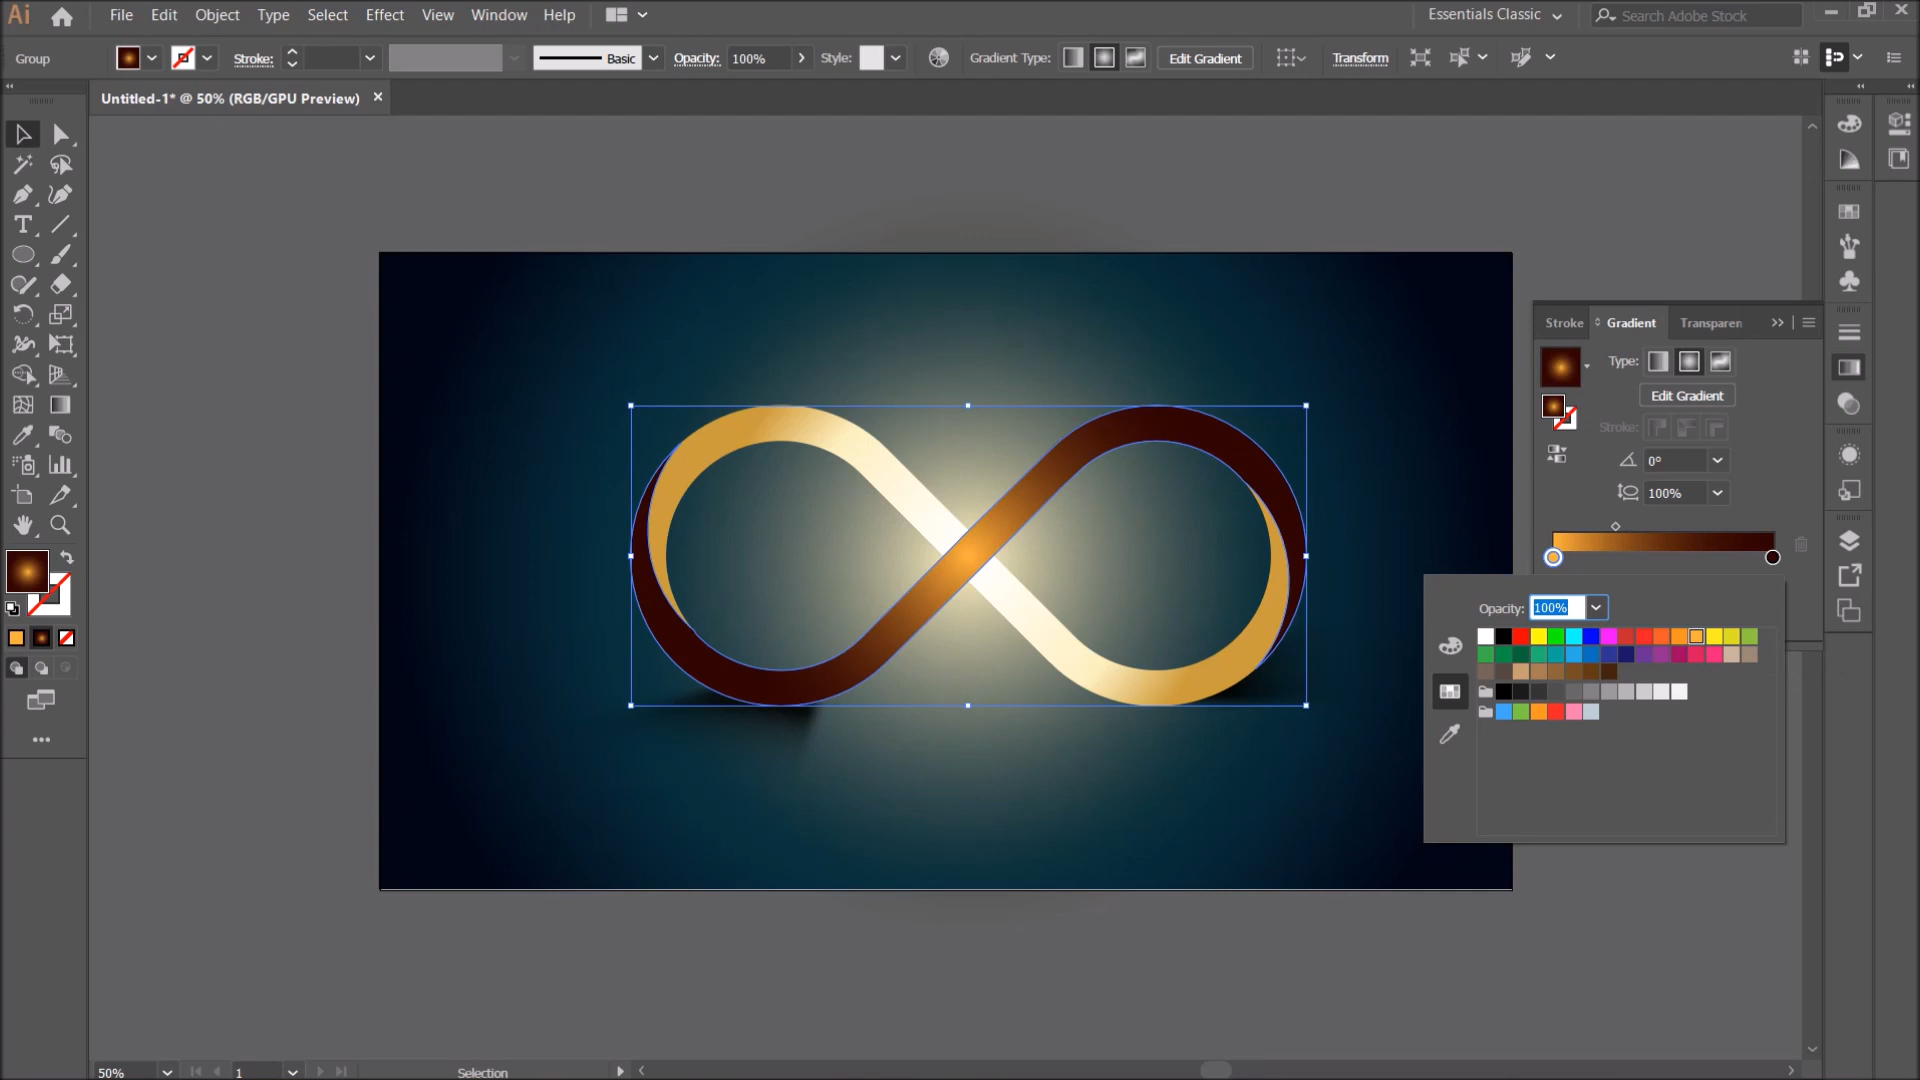 Ai File Edit Object Type Select Effect View Window Help Essentials Classic Search Adobe Stock
Group Stroke: Basic Opacity: 100% Style: Gradient Type: Edit Gradient Transform
Untitled-1* @ 50% (RGB/GPU Preview)
Stroke Gradient Transparen
Type:
Edit Gradient
Stroke:
0°
100%
Opacity: 100%
50% 1 Selection